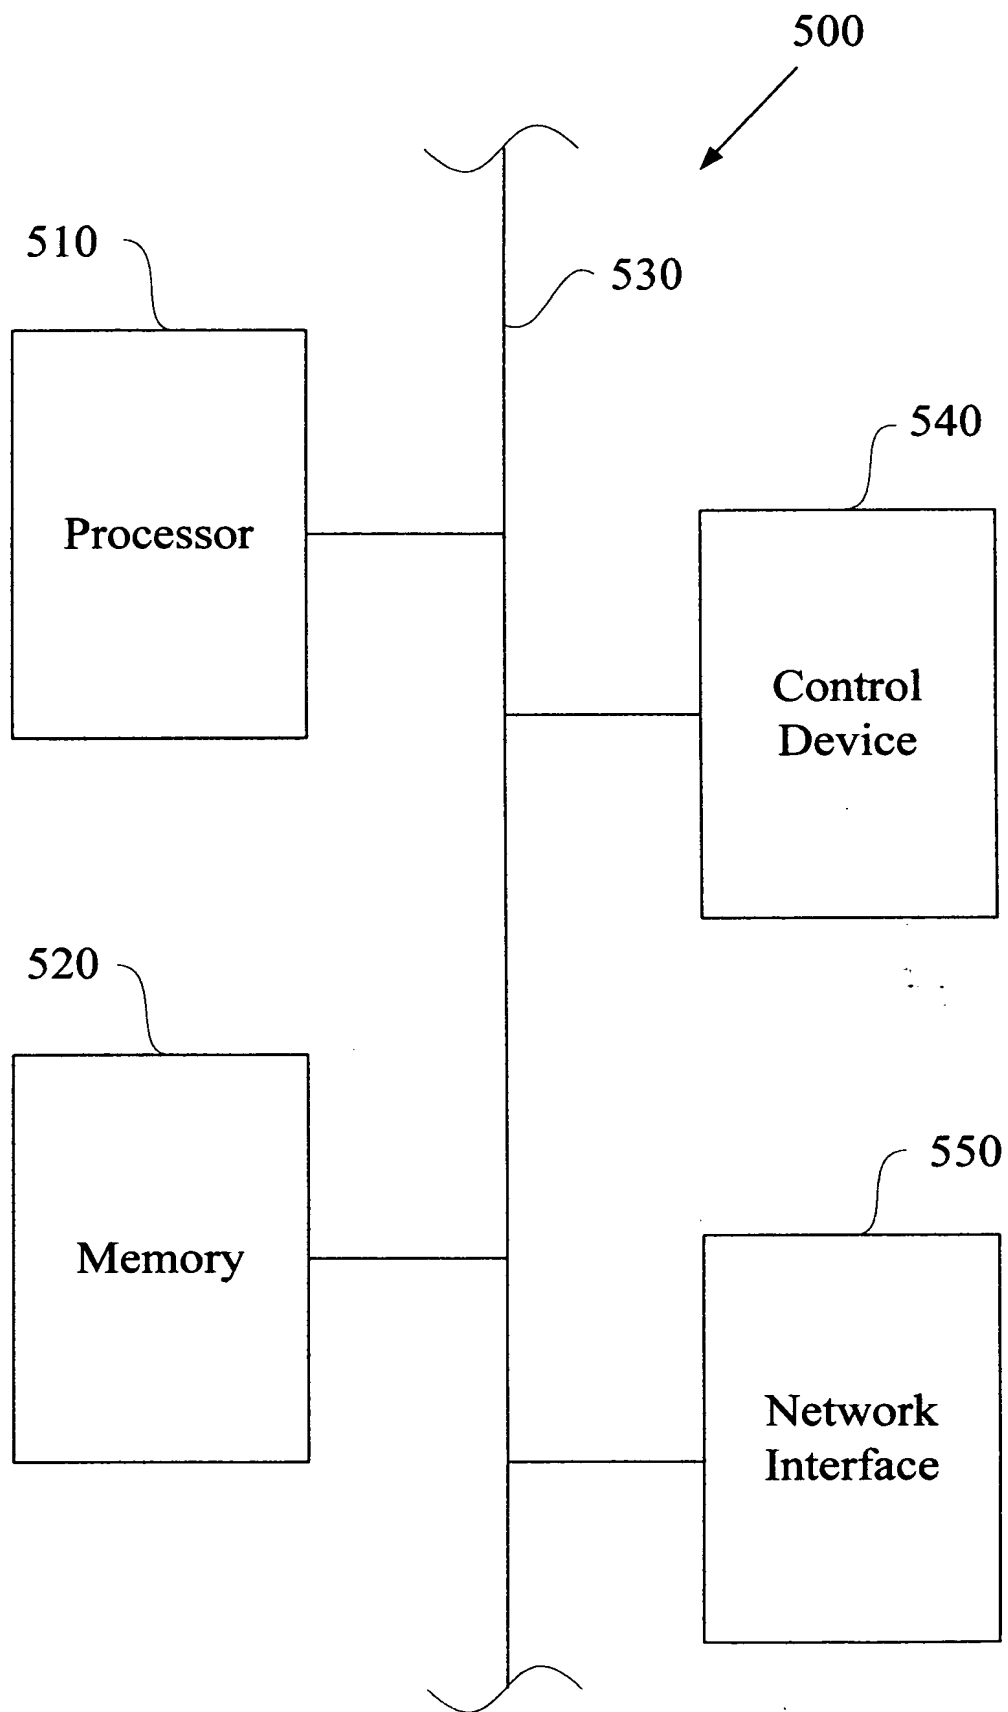 500
510
530
540
Processor
Control
Device
520
550
Memory
Network
Interface